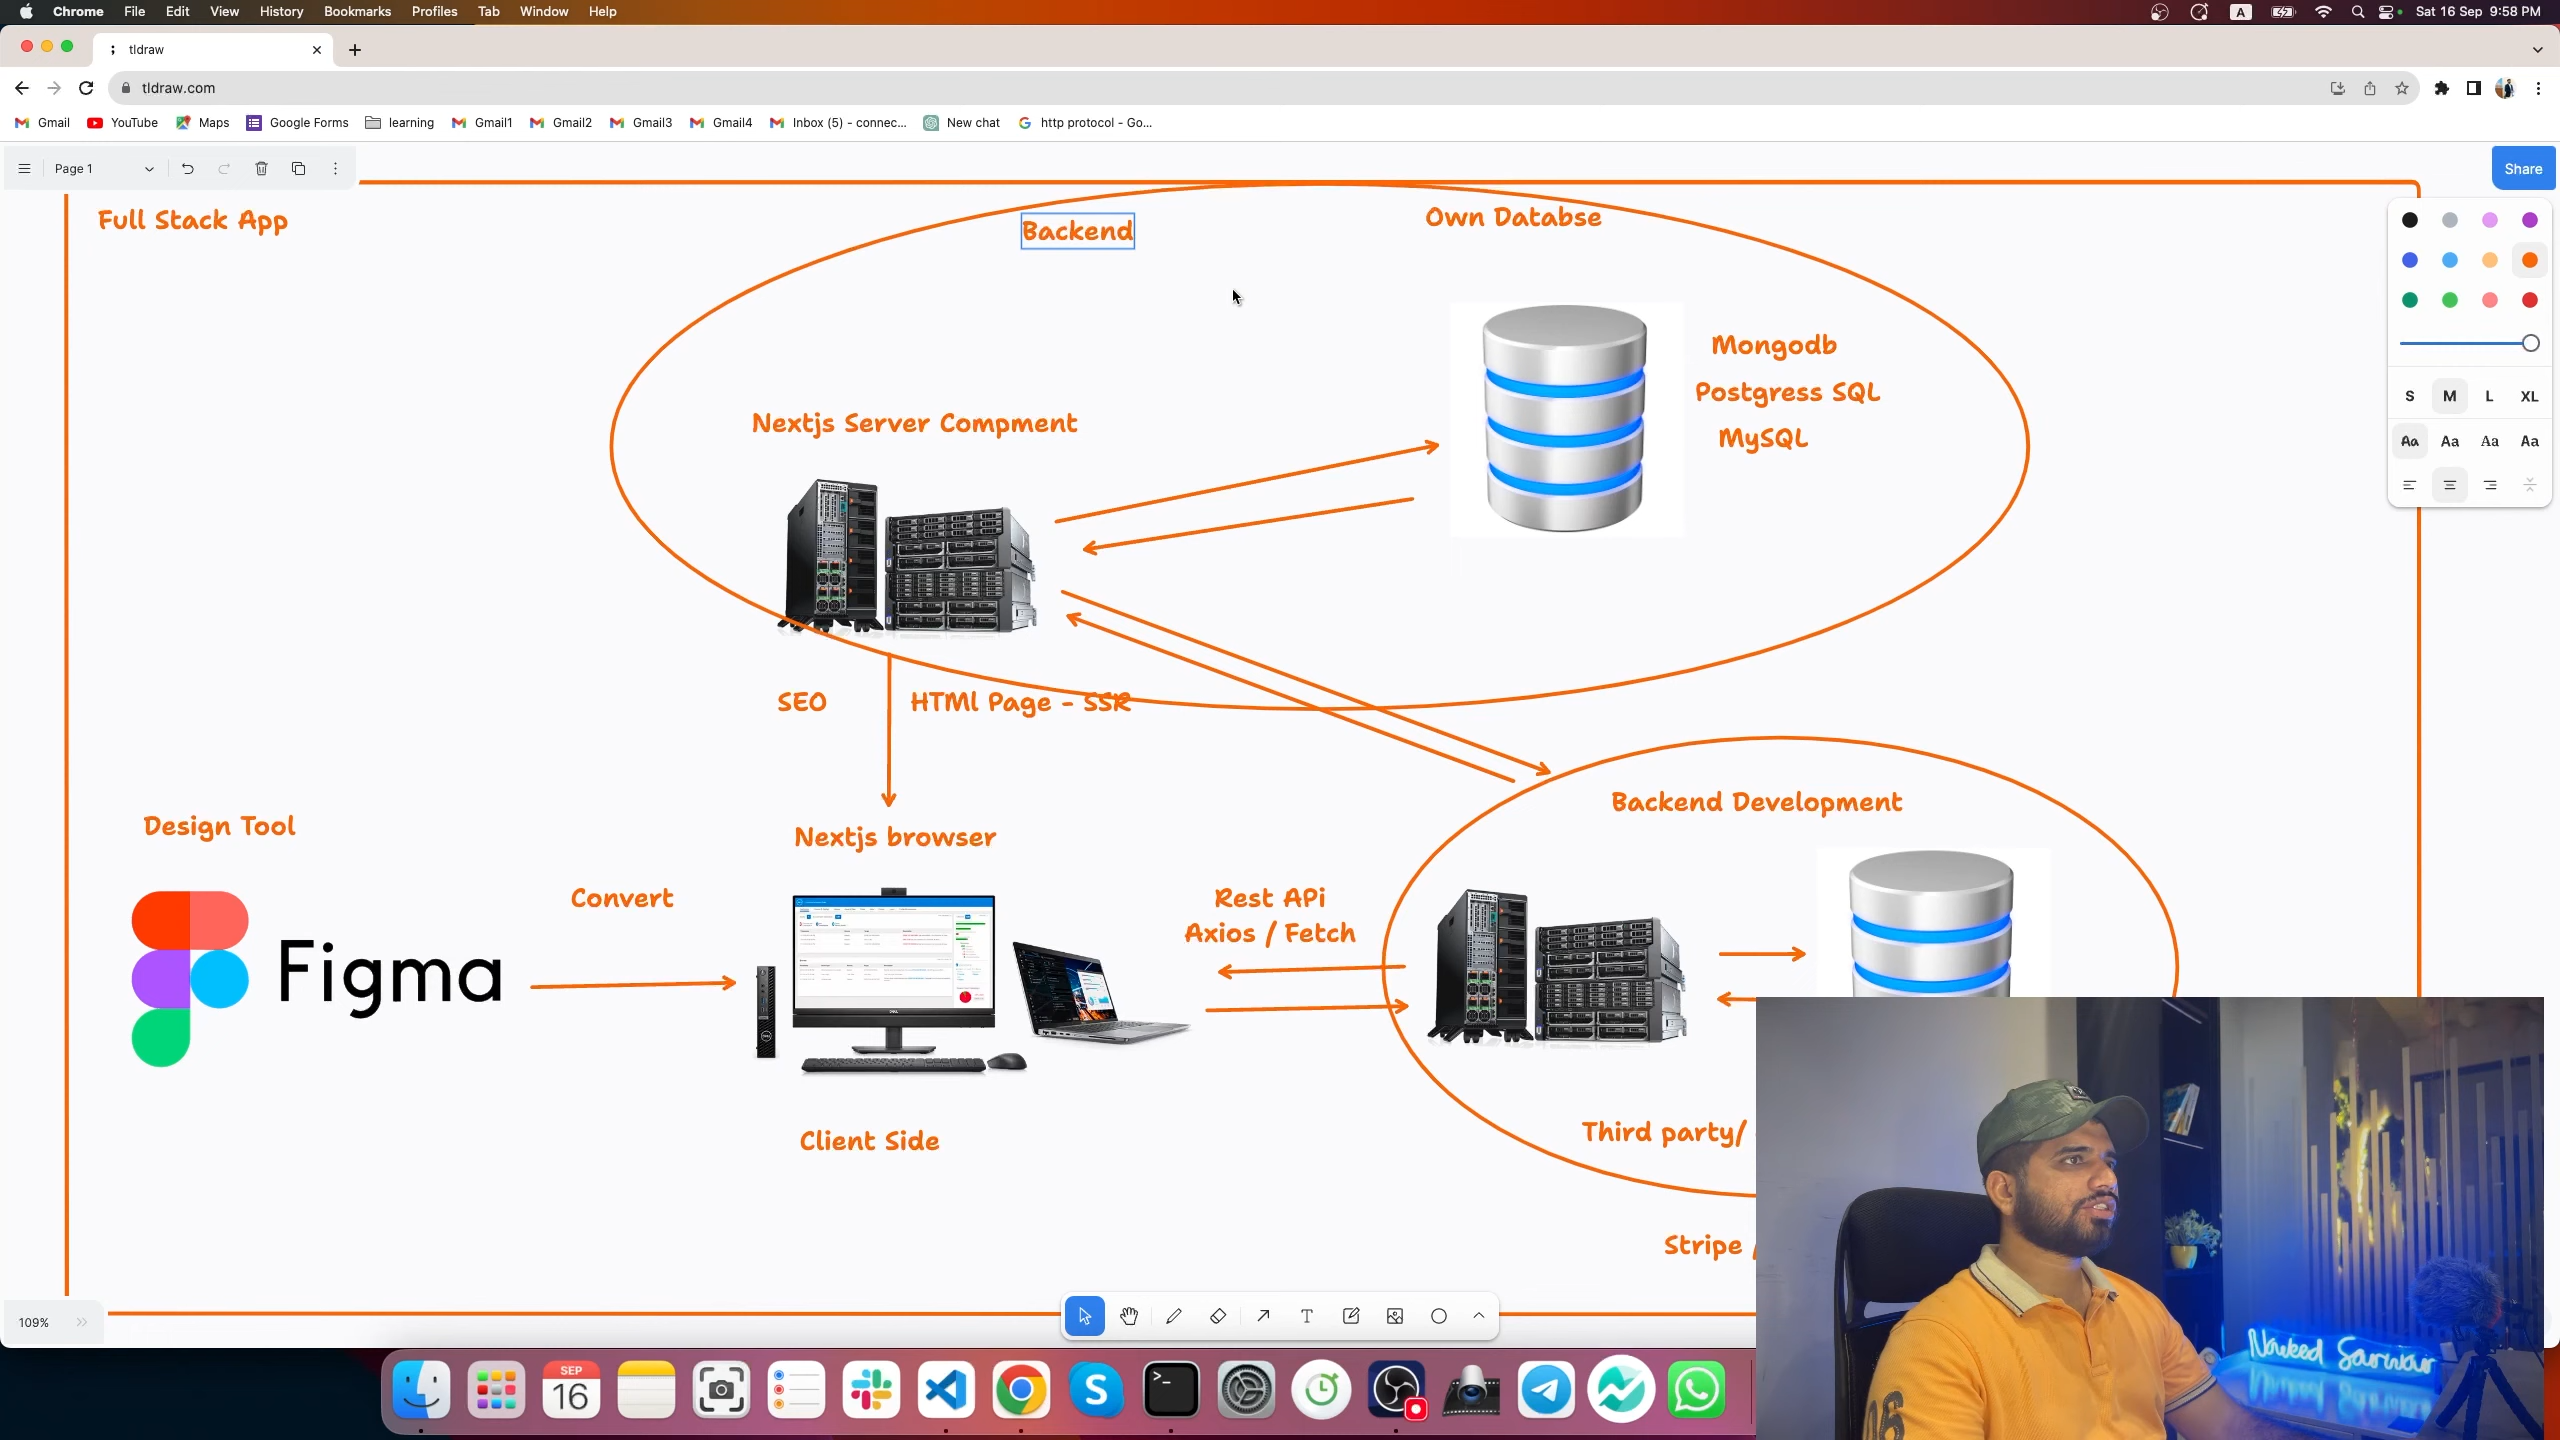 Chrome File Edit View History Bookmarks Profiles Tab Window Help
A
Sat 16 Sep 9:58 PM
tldraw
tldraw.com
Gmail YouTube Maps Google Forms learning Gmail1 Gmail2 Gmail3 Gmail4 Inbox (5) - connec... New chat http protocol - Go...
Page 1
Share
Full Stack App
Backend
Own Databse
Mongodb
Postgress SQL
MySQL
S M L XL
Aa Aa Aa Aa
Nextjs Server Compment
SEO
HTMl Page - SSR
Backend Development
Design Tool
Nextjs browser
Convert
Rest APi
Axios / Fetch
Figma
Third party/
Client Side
Stripe /
109%
T
SEP
16
S
>_
Naveed Sarwar